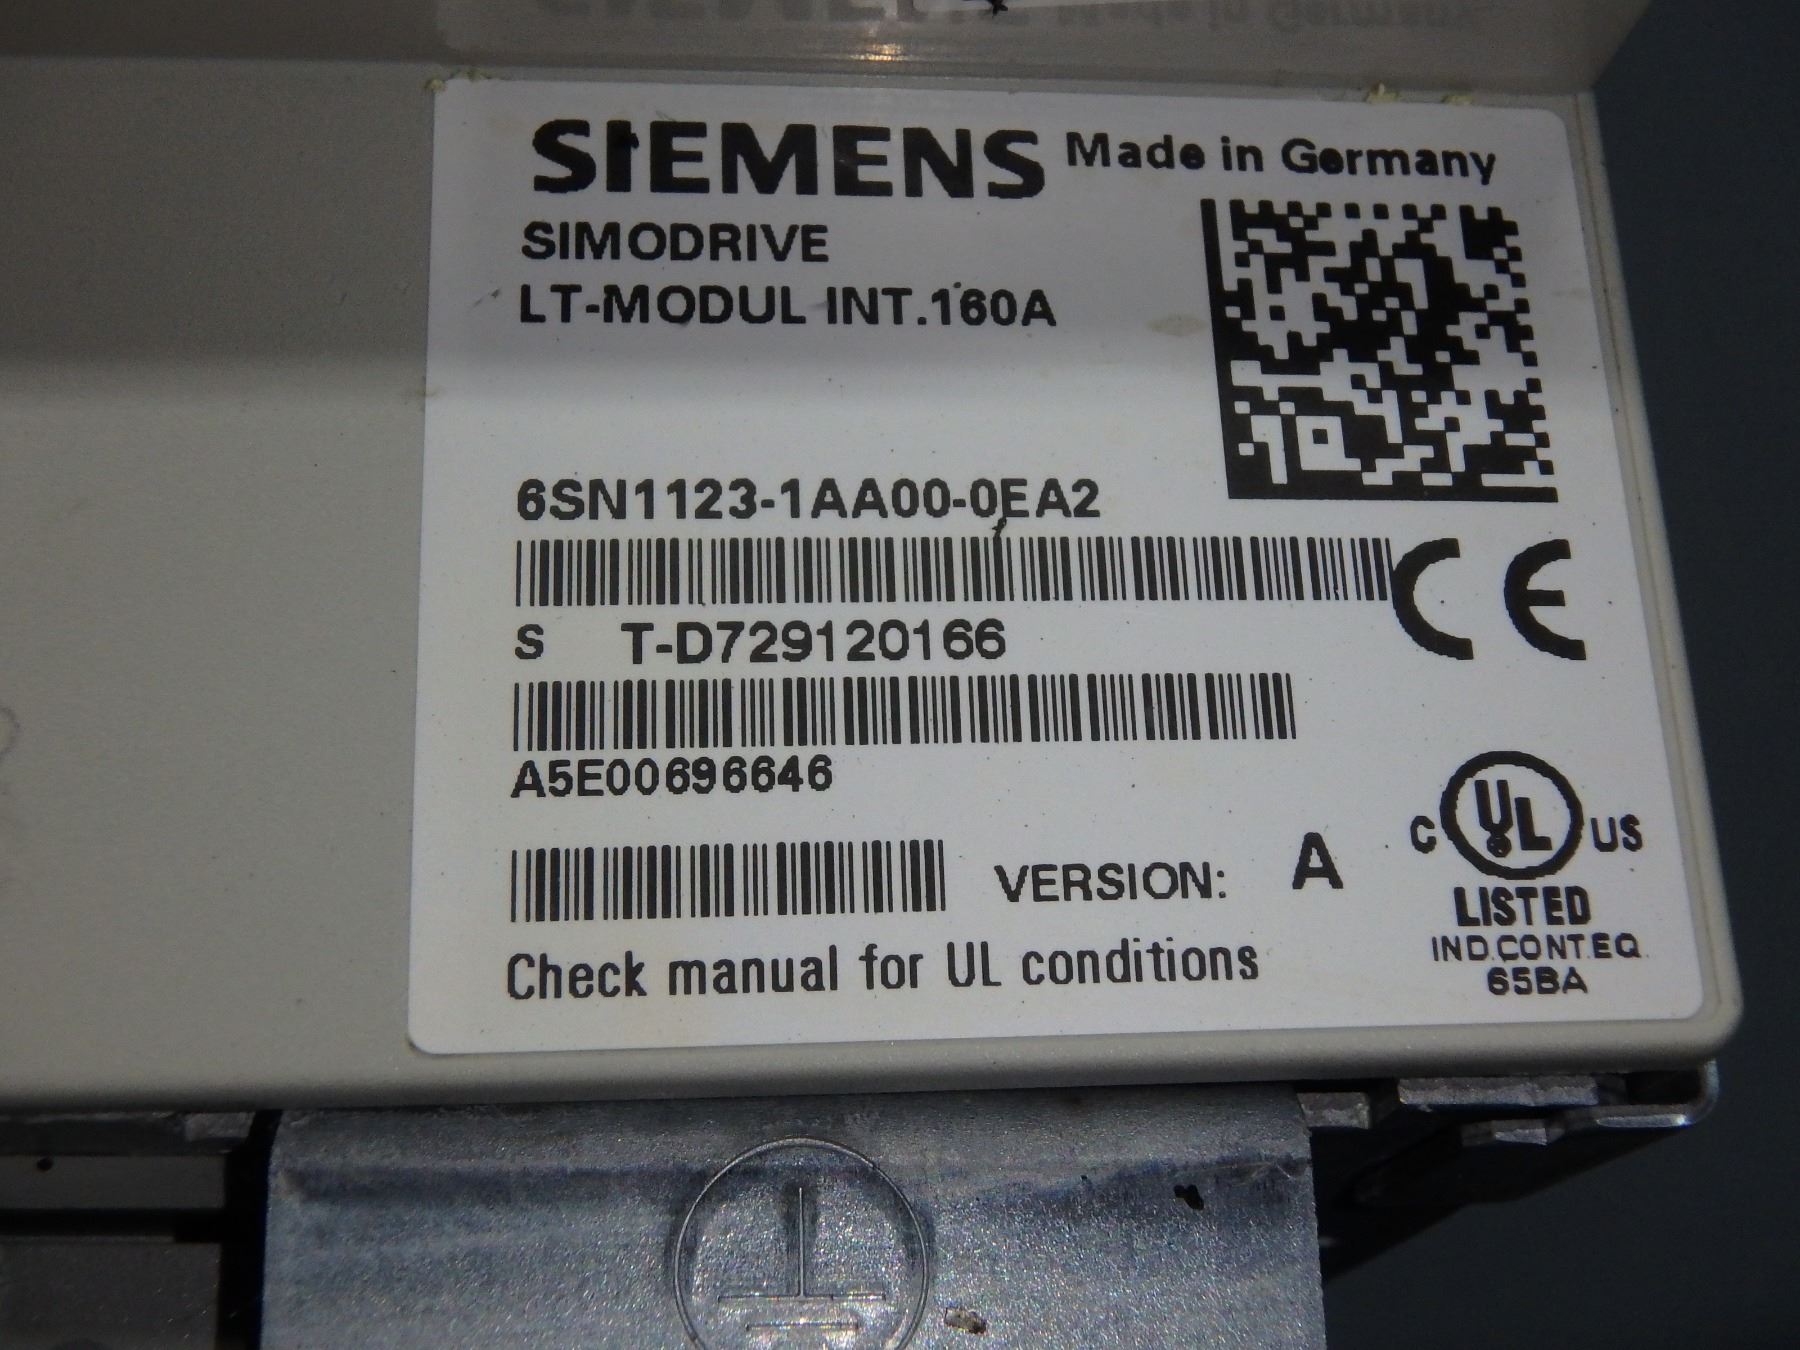 SIEMENS Made in Germany
SIMODRIVE
LT-MODUL INT.160A
6SN1123-1AA00-0EA2
S T-D729120166
CE
A5E00696646
VERSION: A
C UL US
LISTED
IND.CONT.EQ.
65BA
Check manual for UL conditions